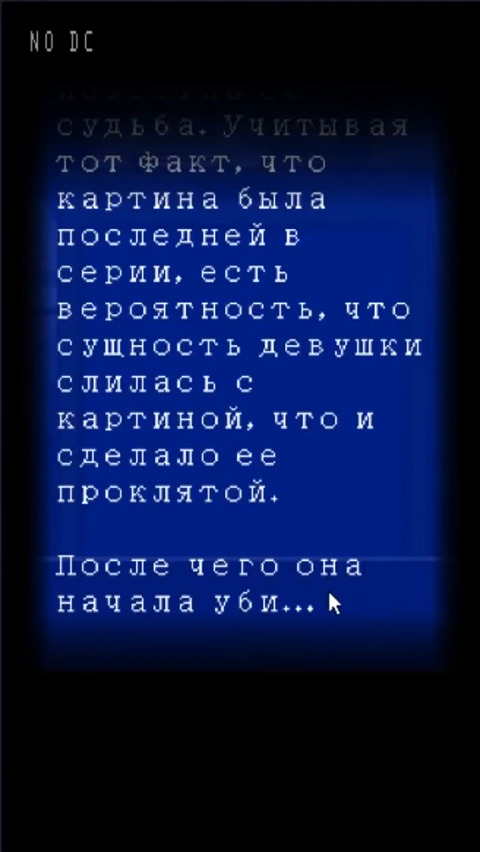 NO DC
судьба. Учитывая
тот факт, что
картина была
последней в
серии, есть
вероятность, что
сущность девушки
слилась с
картиной, что и
сделало ее
проклятой.
После чего она
начала уби...